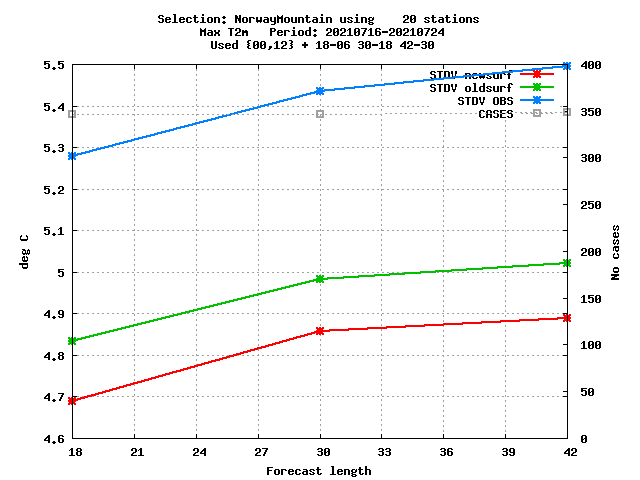 Selection: NorwayMountain using    20 stations
Max T2m   Period: 20210716-20210724
Used {00,12} + 18-06 30-18 42-30
STDV newsurf
STDV oldsurf
STDV OBS
CASES
5.5
5.4
5.3
5.2
5.1
5
4.9
4.8
4.7
4.6
deg C
400
350
300
250
200
150
100
50
0
No cases
18 21 24 27 30 33 36 39 42
Forecast length